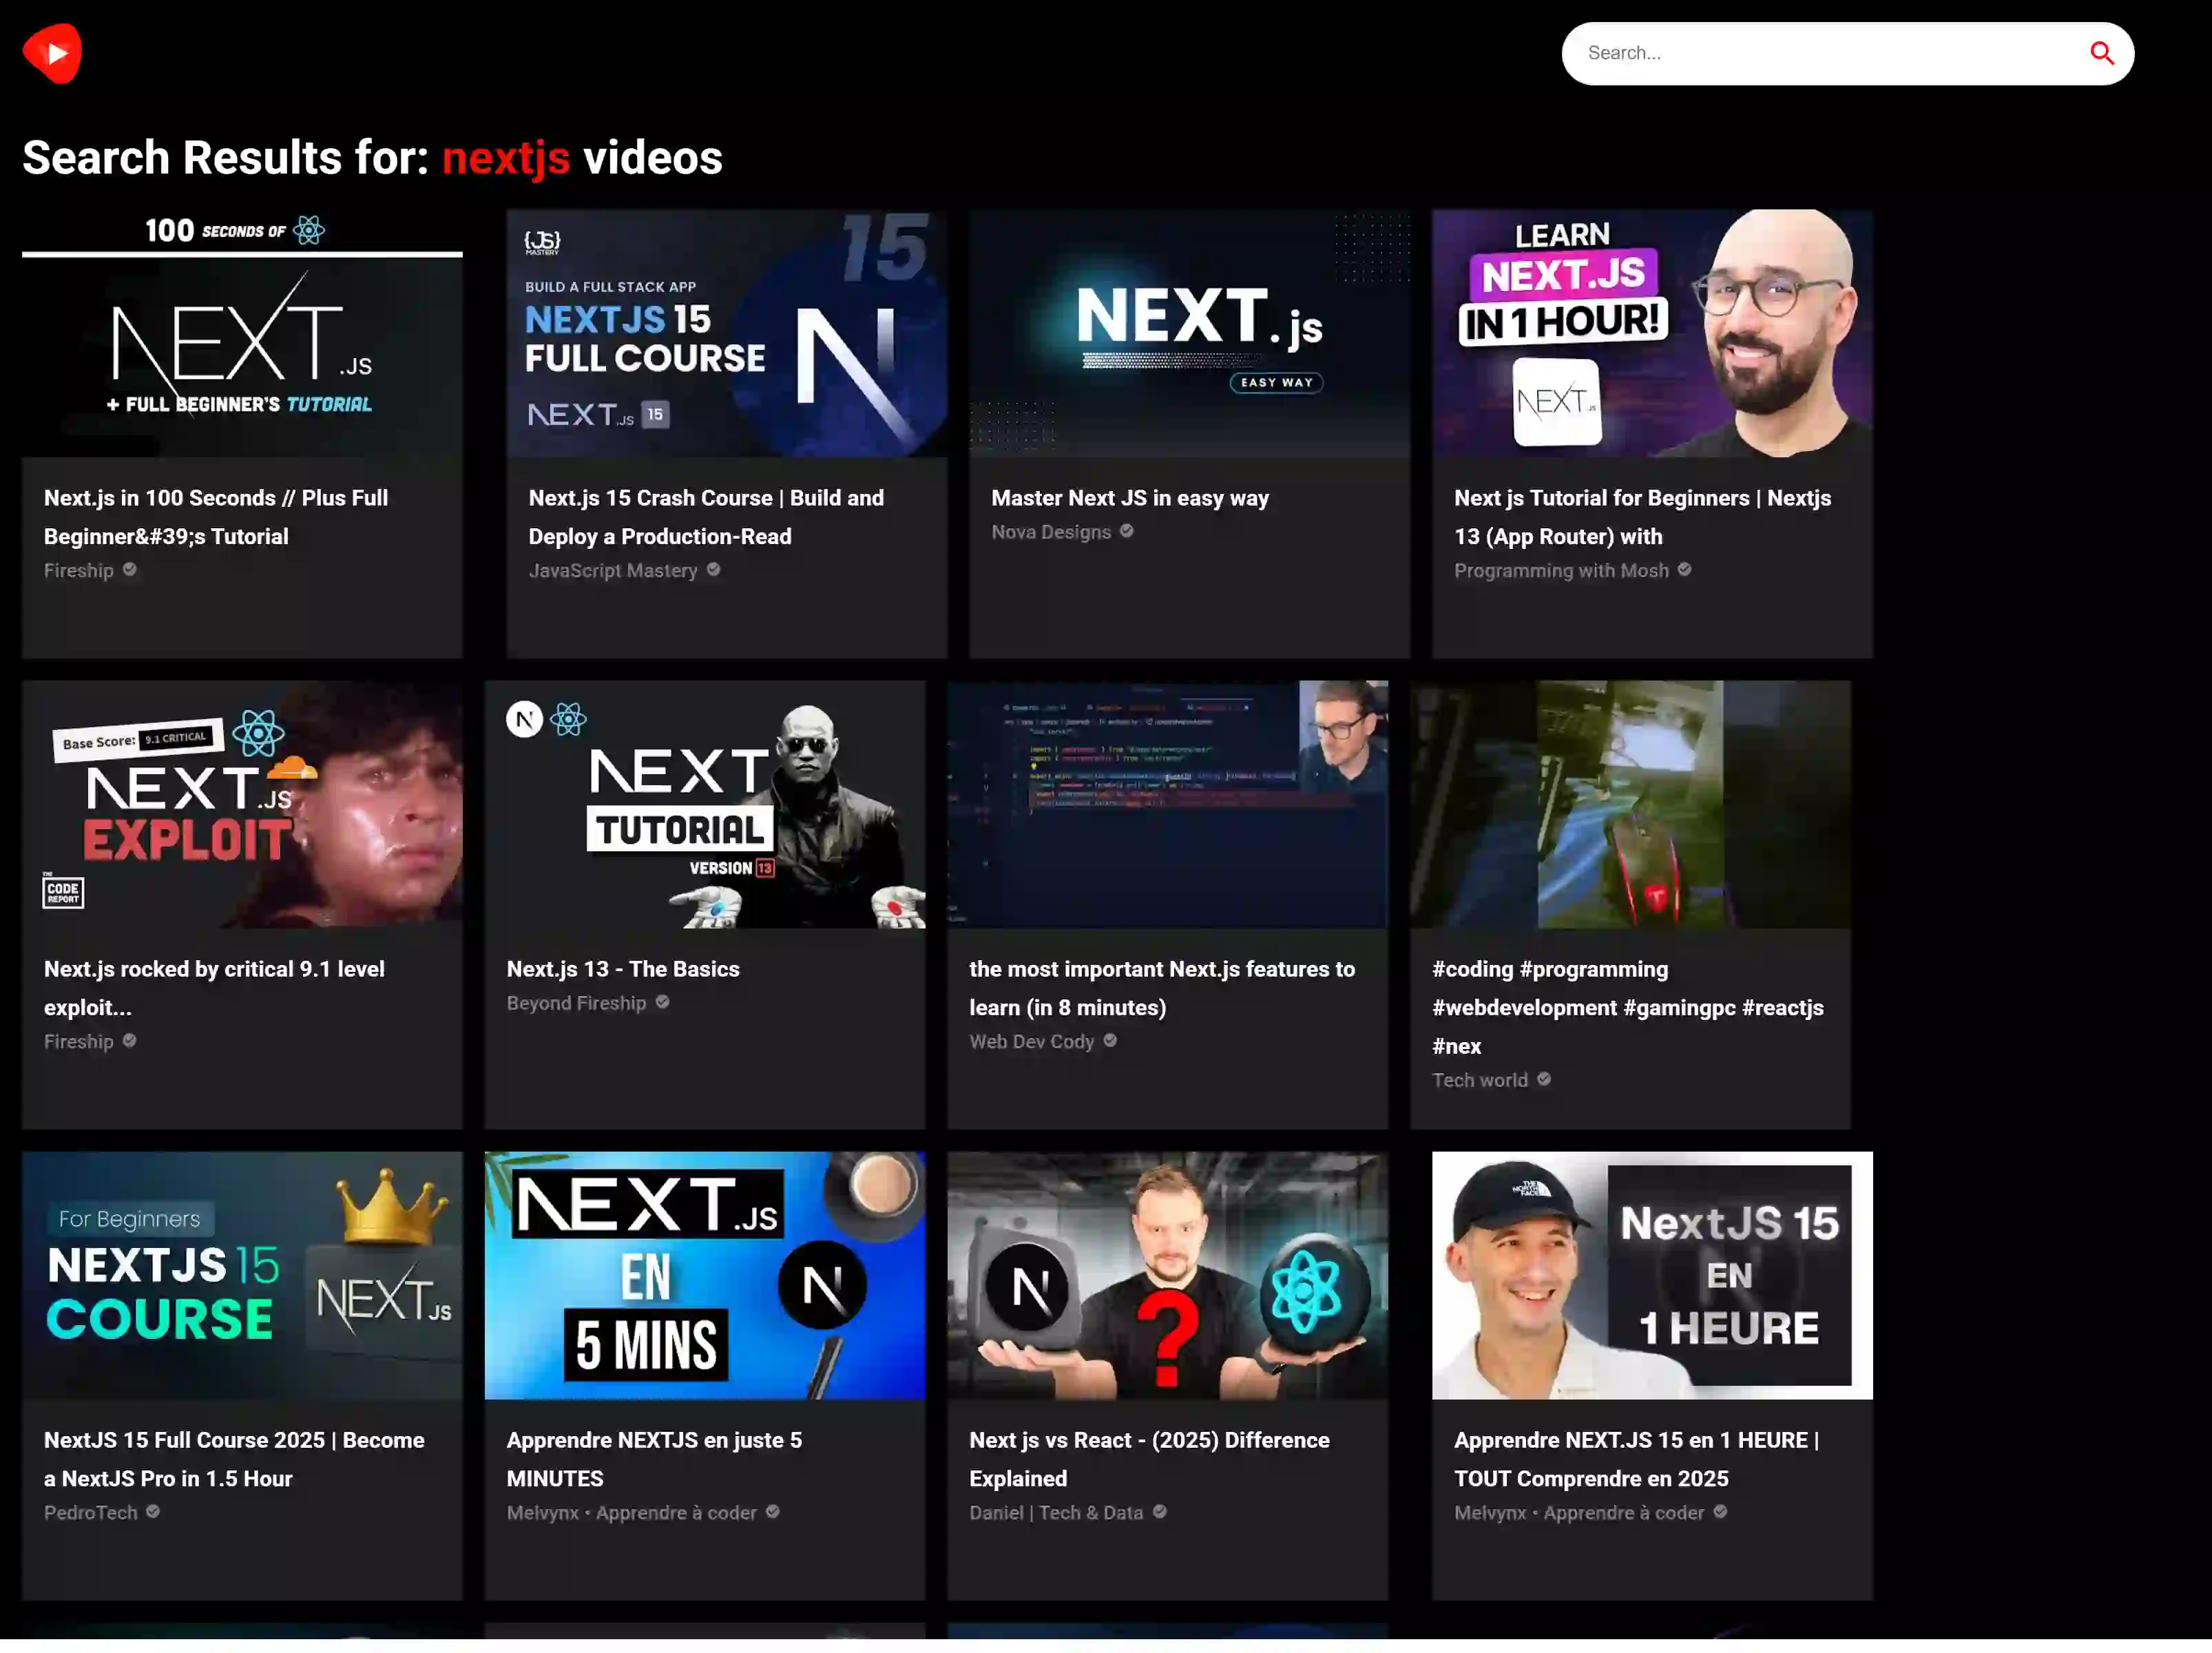 Search...
Search Results for: nextjs videos
100 SECONDS OF
NEXT.JS
+ FULL BEGINNER'S TUTORIAL
Next.js in 100 Seconds // Plus Full
Beginner&#39;s Tutorial
Fireship
{JS}
MASTERY
15
BUILD A FULL STACK APP
NEXTJS 15
FULL COURSE
NEXT.JS 15
N
Next.js 15 Crash Course | Build and
Deploy a Production-Read
JavaScript Mastery
NEXT.js
EASY WAY
Master Next JS in easy way
Nova Designs
LEARN
NEXT.JS
IN 1 HOUR!
NEXT.JS
Next js Tutorial for Beginners | Nextjs
13 (App Router) with
Programming with Mosh
Base Score: 9.1 CRITICAL
NEXT.JS
EXPLOIT
THE
CODE
REPORT
Next.js rocked by critical 9.1 level
exploit...
Fireship
N
NEXT
TUTORIAL
VERSION 13
Next.js 13 - The Basics
Beyond Fireship
the most important Next.js features to
learn (in 8 minutes)
Web Dev Cody
#coding #programming
#webdevelopment #gamingpc #reactjs
#nex
Tech world
For Beginners
NEXTJS 15
COURSE
NEXT.JS
NextJS 15 Full Course 2025 | Become
a NextJS Pro in 1.5 Hour
PedroTech
NEXT.JS
EN
5 MINS
N
Apprendre NEXTJS en juste 5
MINUTES
Melvynx • Apprendre à coder
N
?
Next js vs React - (2025) Difference
Explained
Daniel | Tech & Data
THE
NORTH
FACE
NextJS 15
EN
1 HEURE
Apprendre NEXT.JS 15 en 1 HEURE |
TOUT Comprendre en 2025
Melvynx • Apprendre à coder